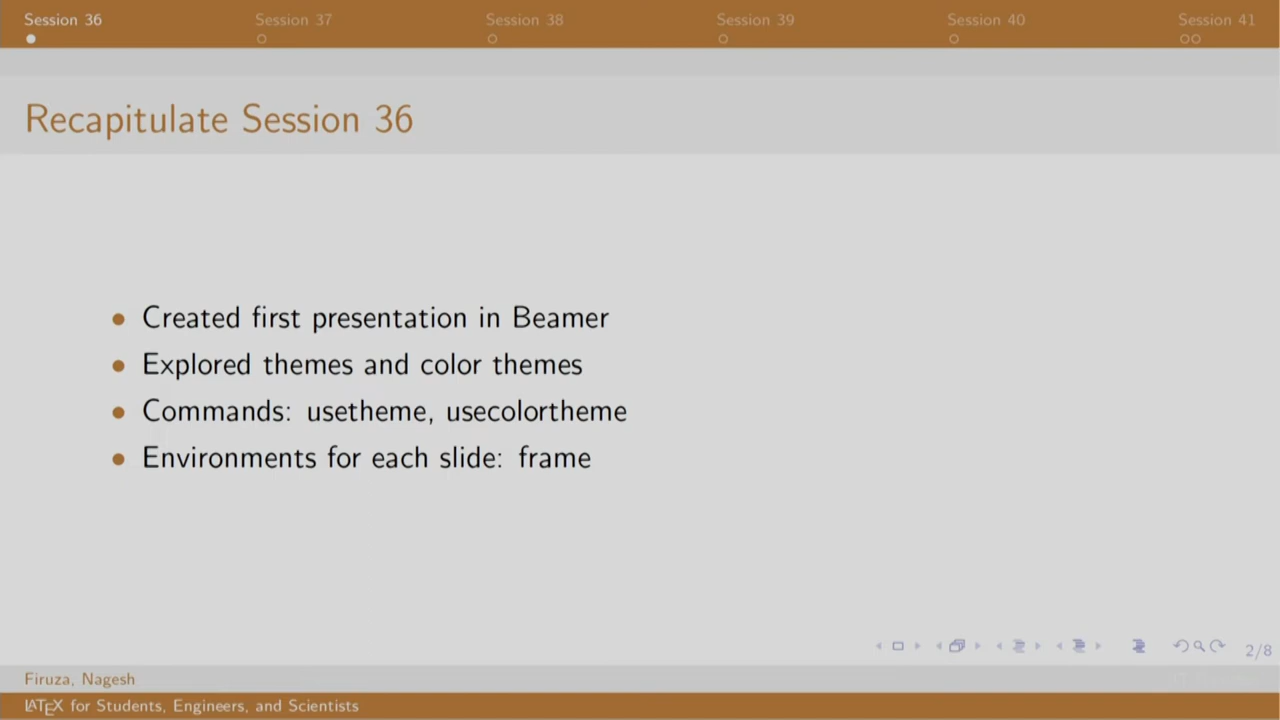 Session 36 Session 37 Session 38 Session 39 Session 40 Session 41
Recapitulate Session 36
• Created first presentation in Beamer
• Explored themes and color themes
• Commands: usetheme, usecolortheme
• Environments for each slide: frame
2/8
Firuza, Nagesh
LATEX for Students, Engineers, and Scientists